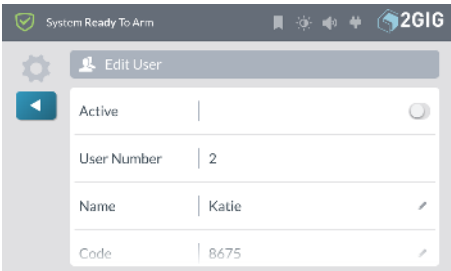 System Ready To Arm
2GIG
Edit User
Active
User Number 2
Name Katie
Code 8675